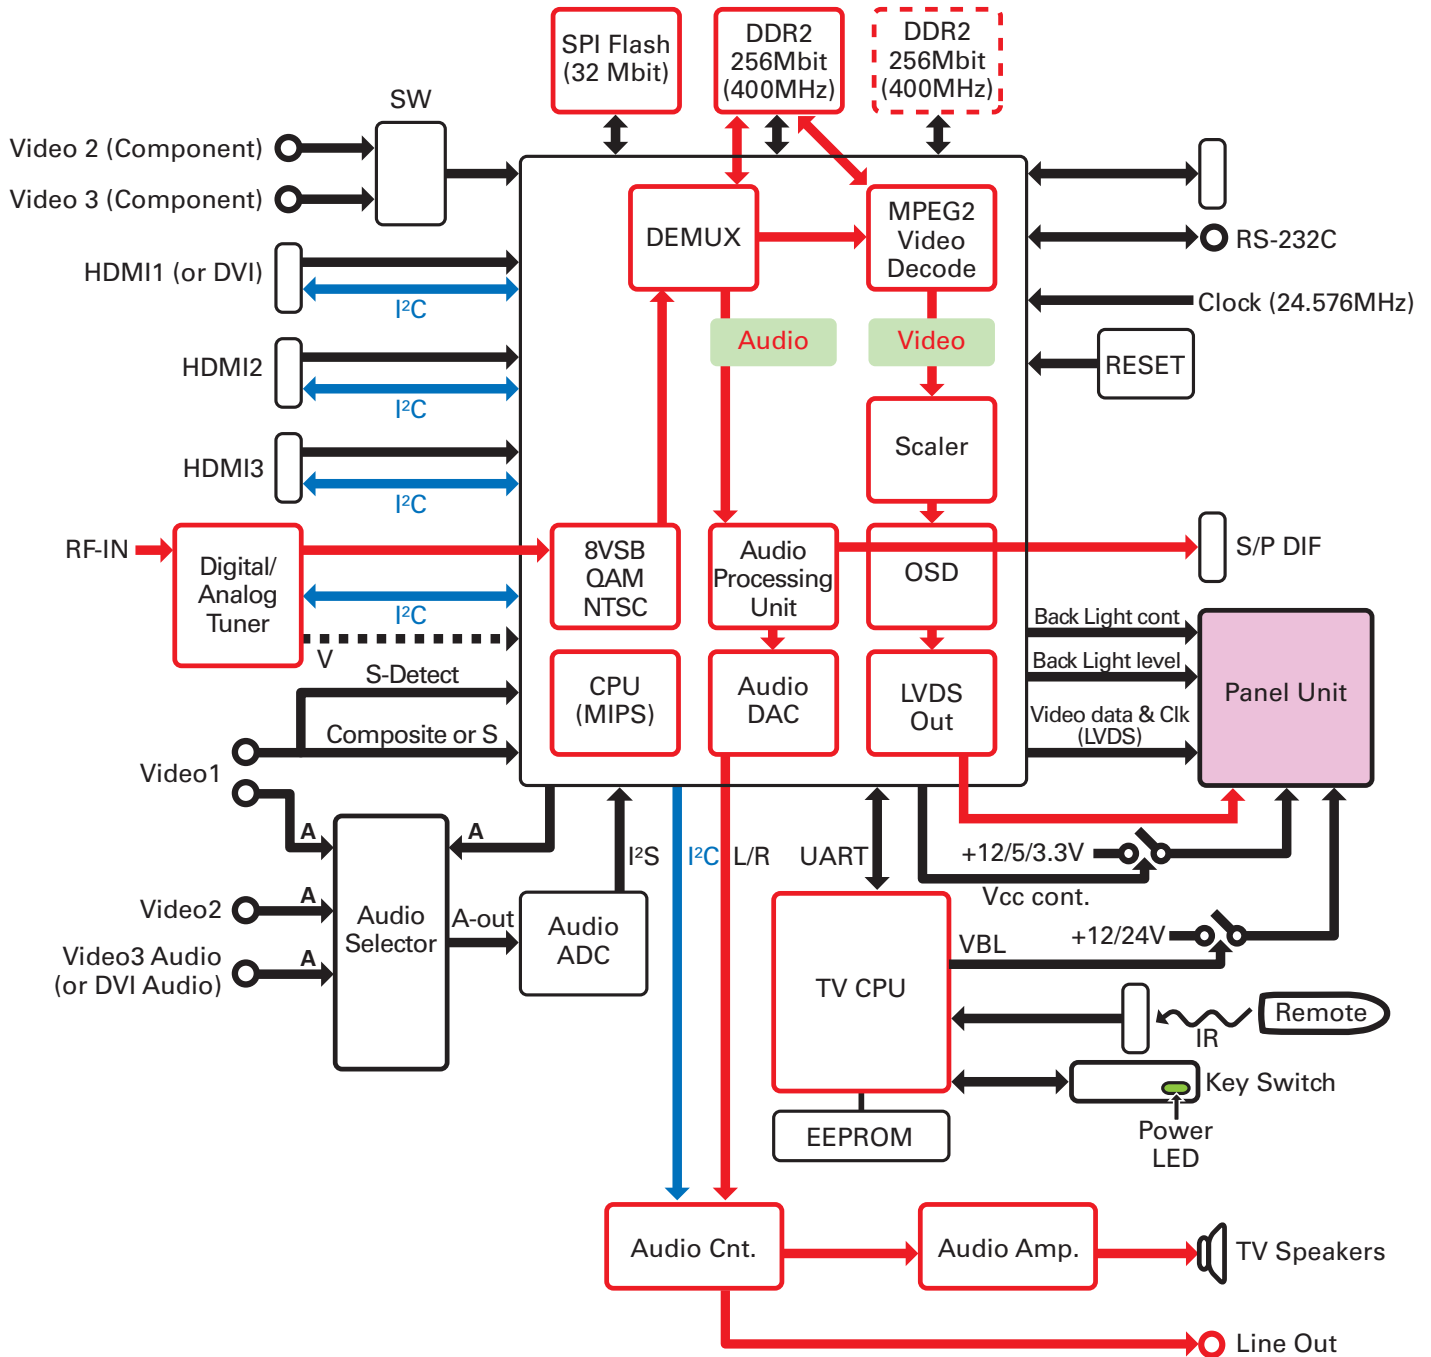 SPI Flash
(32 Mbit)
DDR2
256Mbit
(400MHz)
DDR2
256Mbit
(400MHz)
SW
Video 2 (Component)
Video 3 (Component)
DEMUX
MPEG2
Video
Decode
RS-232C
HDMI1 (or DVI)
I²C
Clock (24.576MHz)
Audio
Video
RESET
HDMI2
I²C
Scaler
HDMI3
I²C
RF-IN
Digital/
Analog
Tuner
I²C
V
8VSB
QAM
NTSC
Audio
Processing
Unit
OSD
S/P DIF
Back Light cont
Back Light level
Video data & Clk
(LVDS)
Panel Unit
S-Detect
Composite or S
CPU
(MIPS)
Audio
DAC
LVDS
Out
Video1
A
A
I²S
I²C
L/R
UART
+12/5/3.3V
Vcc cont.
Video2
A
Audio
Selector
A-out
Audio
ADC
Video3 Audio
(or DVI Audio)
A
VBL
+12/24V
TV CPU
IR
Remote
Key Switch
Power
LED
EEPROM
Audio Cnt.
Audio Amp.
TV Speakers
Line Out